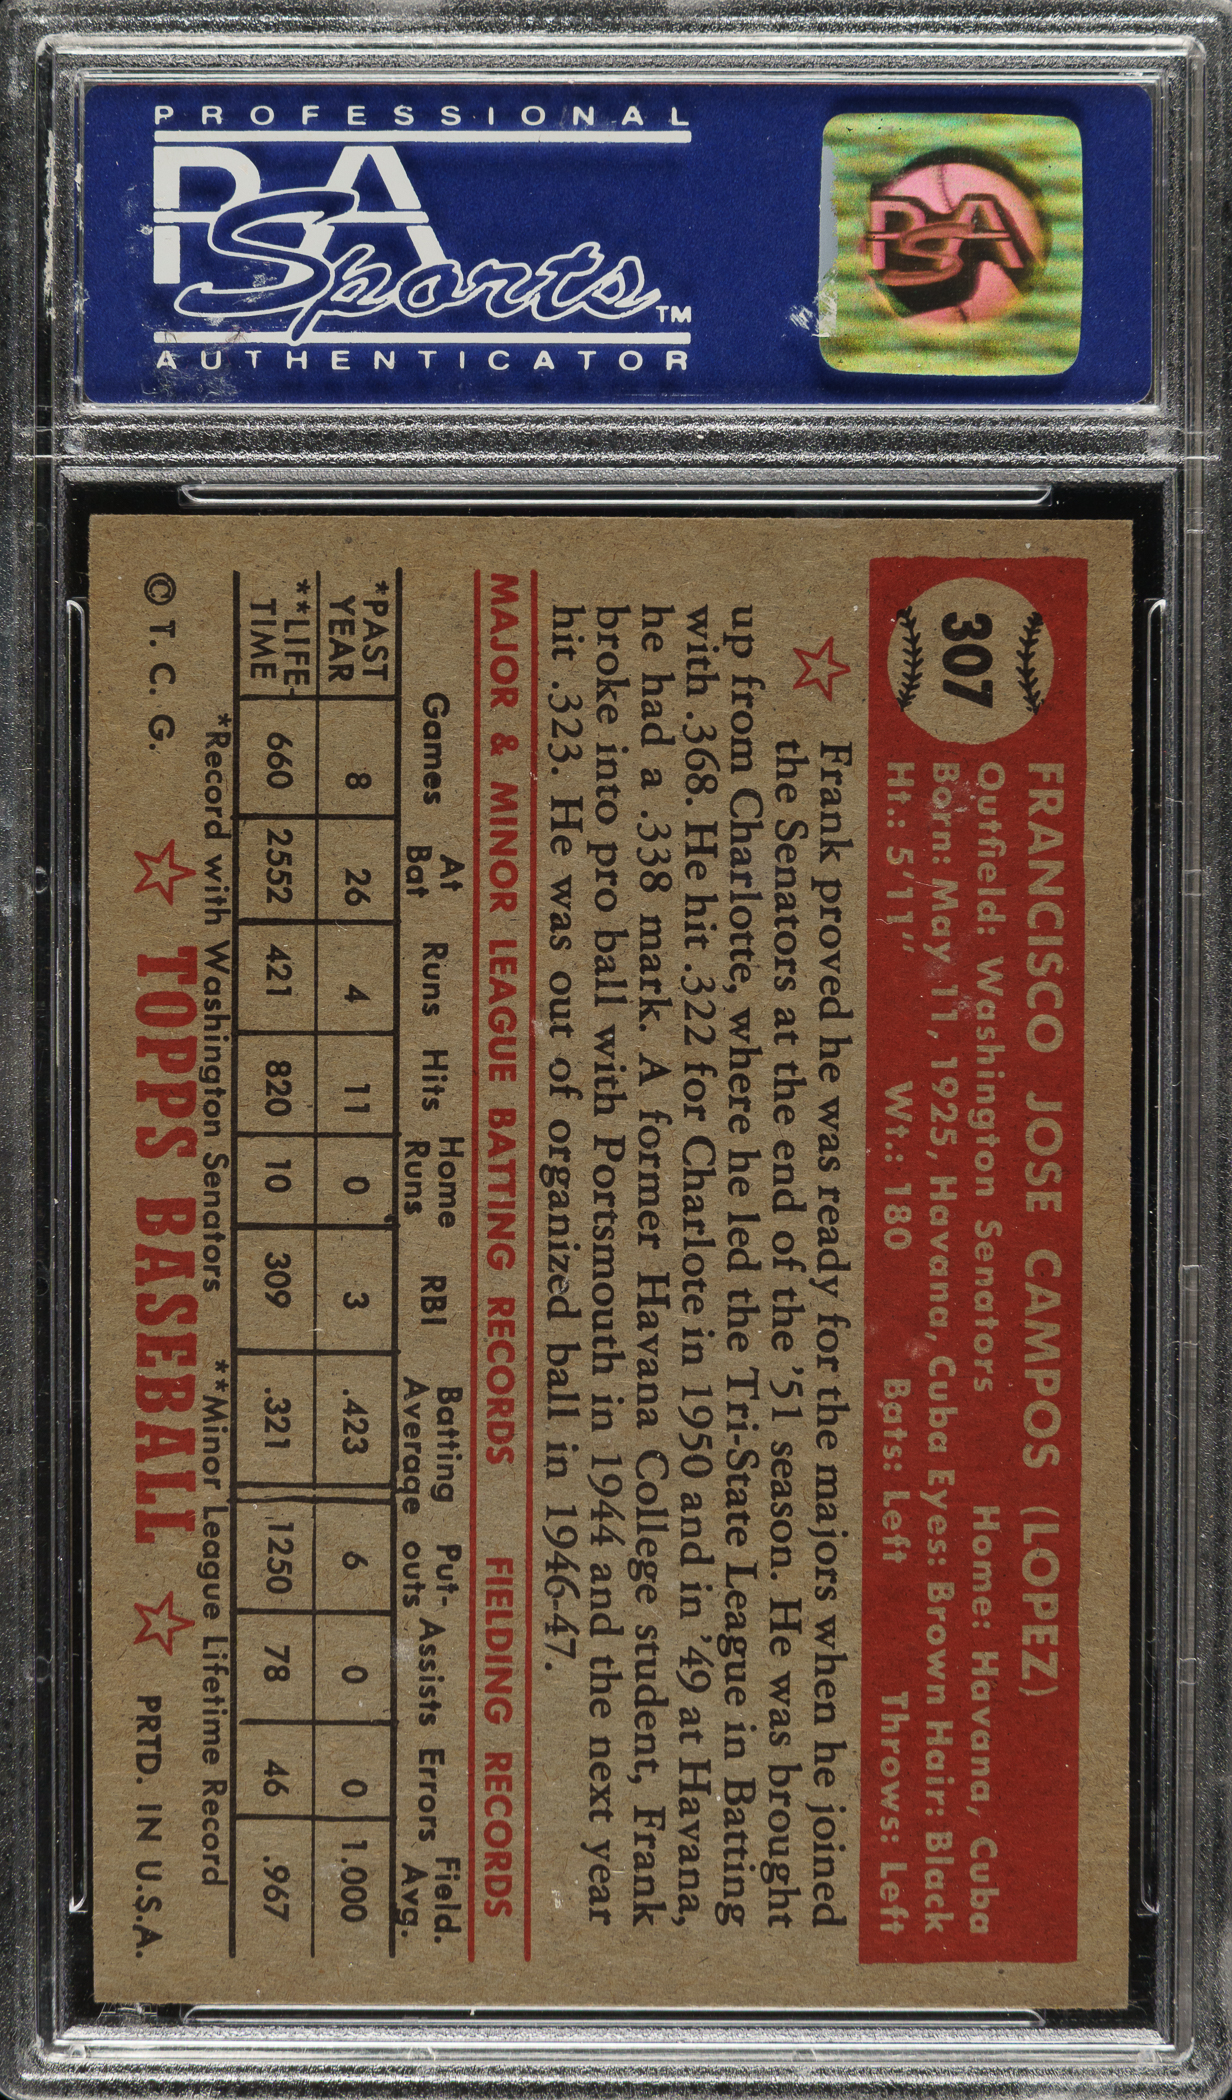 PROFESSIONAL
PSA
Sports™
AUTHENTICATOR
PSA
307
FRANCISCO JOSE CAMPOS (LOPEZ)
Outfield: Washington Senators Home: Havana, Cuba
Born: May 11, 1925, Havana, Cuba Eyes: Brown Hair: Black
Ht.: 5'11" Wt.: 180 Bats: Left Throws: Left
Frank proved he was ready for the majors when he joined
the Senators at the end of the '51 season. He was brought
up from Charlotte, where he led the Tri-State League in Batting
with .368. He hit .322 for Charlotte in 1950 and in '49 at Havana,
he had a .338 mark. A former Havana College student, Frank
broke into pro ball with Portsmouth in 1944 and the next year
hit .323. He was out of organized ball in 1946-47.
MAJOR & MINOR LEAGUE BATTING RECORDS FIELDING RECORDS
Games At Bat Runs Hits Home Runs RBI Batting Average Put-outs Assists Errors Field. Avg.
*PAST YEAR 8 26 4 11 0 3 .423 6 0 0 1.000
**LIFE-TIME 660 2552 421 820 10 309 .321 1250 78 46 .967
*Record with Washington Senators **Minor League Lifetime Record
© T. C. G. TOPPS BASEBALL PRTD. IN U.S.A.